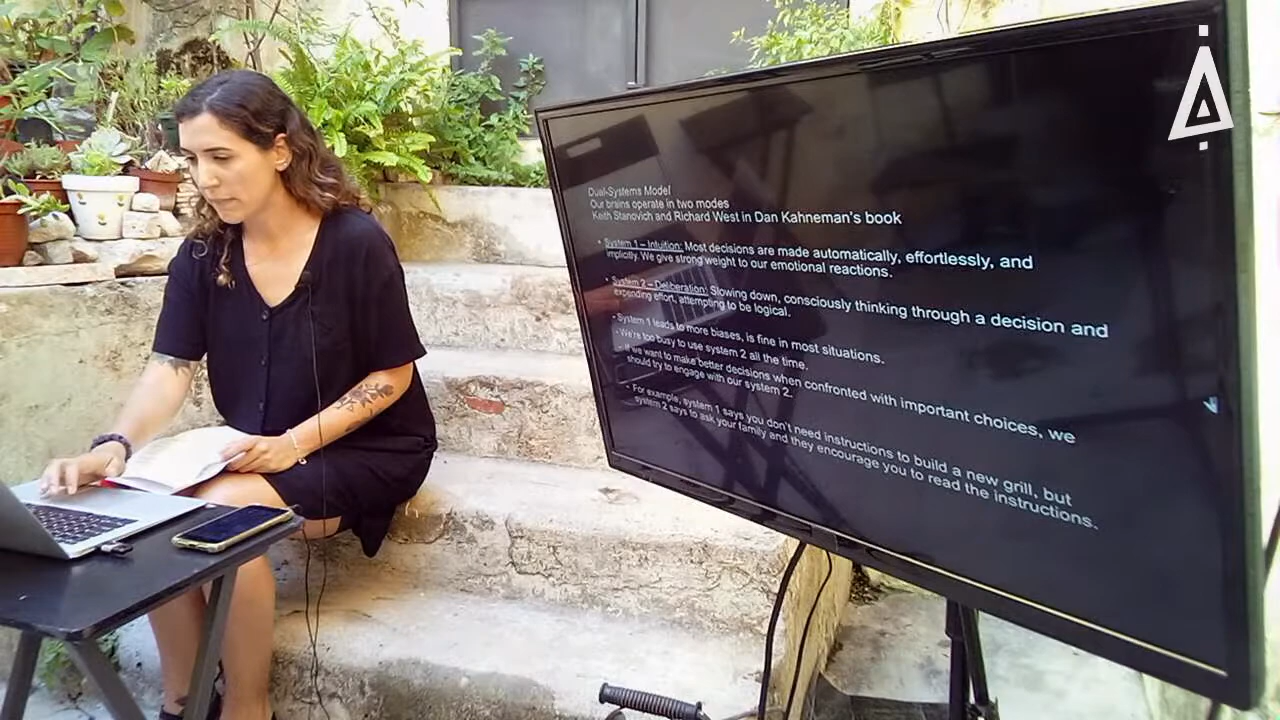 Dual-Systems Model
Our brains operate in two modes
Keith Stanovich and Richard West in Dan Kahneman's book
• System 1 – Intuition: Most decisions are made automatically, effortlessly, and
implicitly. We give strong weight to our emotional reactions.
• System 2 – Deliberation: Slowing down, consciously thinking through a decision and
expending effort, attempting to be logical.
- System 1 leads to more biases, is fine in most situations.
- We're too busy to use system 2 all the time.
- If we want to make better decisions when confronted with important choices, we
should try to engage with our system 2.
• For example, system 1 says you don't need instructions to build a new grill, but
system 2 says to ask your family and they encourage you to read the instructions.